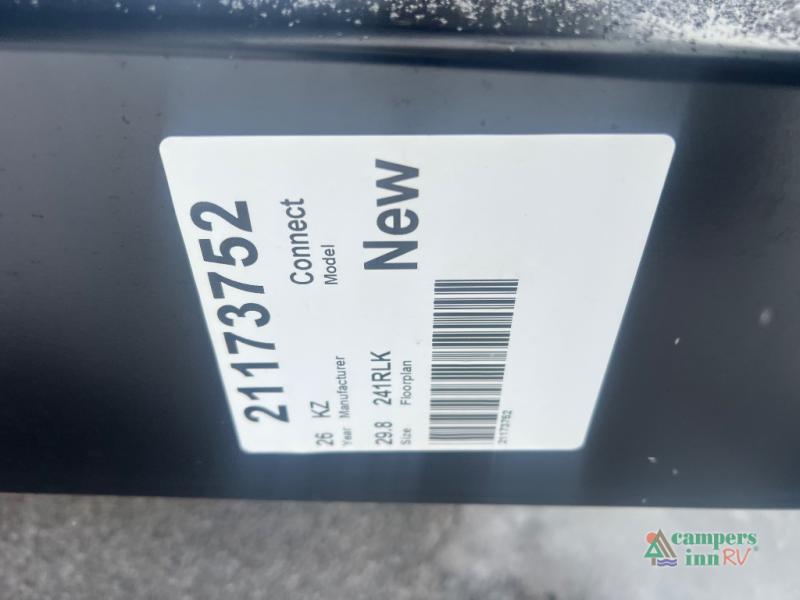 21173752
26 KZ Connect
Year Manufacturer Model
29.8 241RLK New
Size Floorplan
21173752
campers
inn RV®